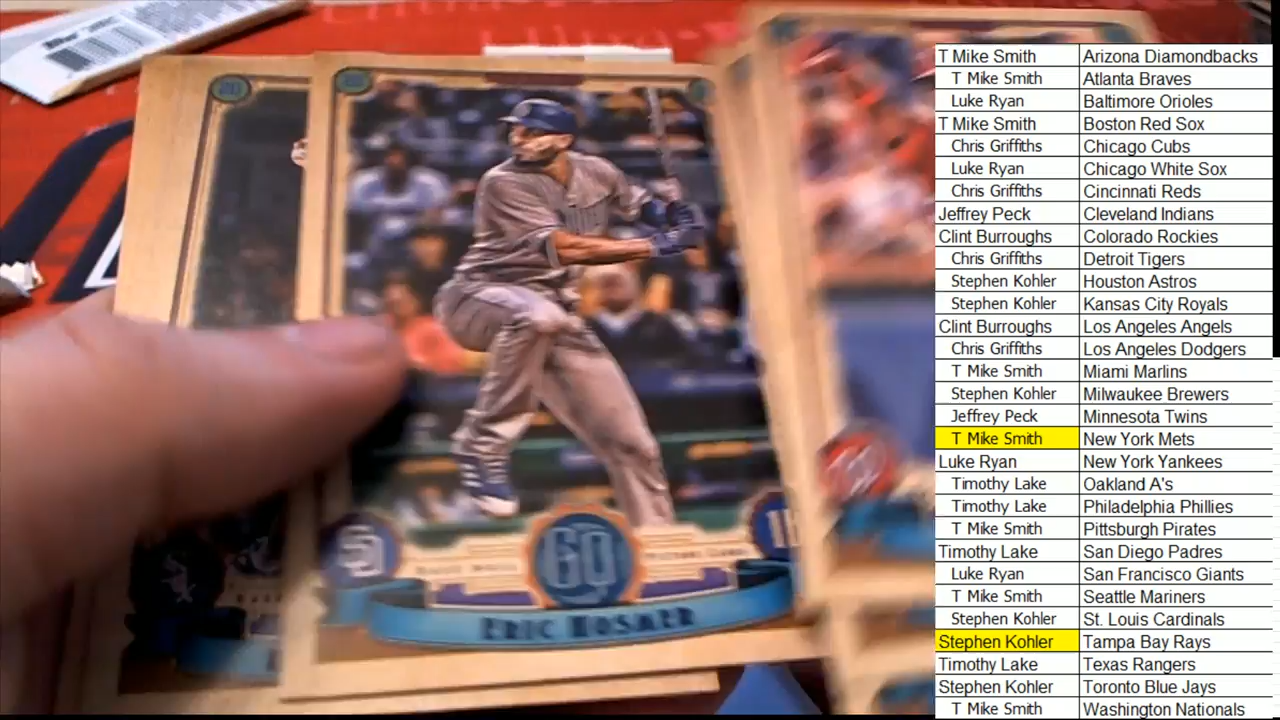 SD
GQ
ERIC HOSMER
T Mike Smith Arizona Diamondbacks
T Mike Smith Atlanta Braves
Luke Ryan Baltimore Orioles
T Mike Smith Boston Red Sox
Chris Griffiths Chicago Cubs
Luke Ryan Chicago White Sox
Chris Griffiths Cincinnati Reds
Jeffrey Peck Cleveland Indians
Clint Burroughs Colorado Rockies
Chris Griffiths Detroit Tigers
Stephen Kohler Houston Astros
Stephen Kohler Kansas City Royals
Clint Burroughs Los Angeles Angels
Chris Griffiths Los Angeles Dodgers
T Mike Smith Miami Marlins
Stephen Kohler Milwaukee Brewers
Jeffrey Peck Minnesota Twins
T Mike Smith New York Mets
Luke Ryan New York Yankees
Timothy Lake Oakland A's
Timothy Lake Philadelphia Phillies
T Mike Smith Pittsburgh Pirates
Timothy Lake San Diego Padres
Luke Ryan San Francisco Giants
T Mike Smith Seattle Mariners
Stephen Kohler St. Louis Cardinals
Stephen Kohler Tampa Bay Rays
Timothy Lake Texas Rangers
Stephen Kohler Toronto Blue Jays
T Mike Smith Washington Nationals